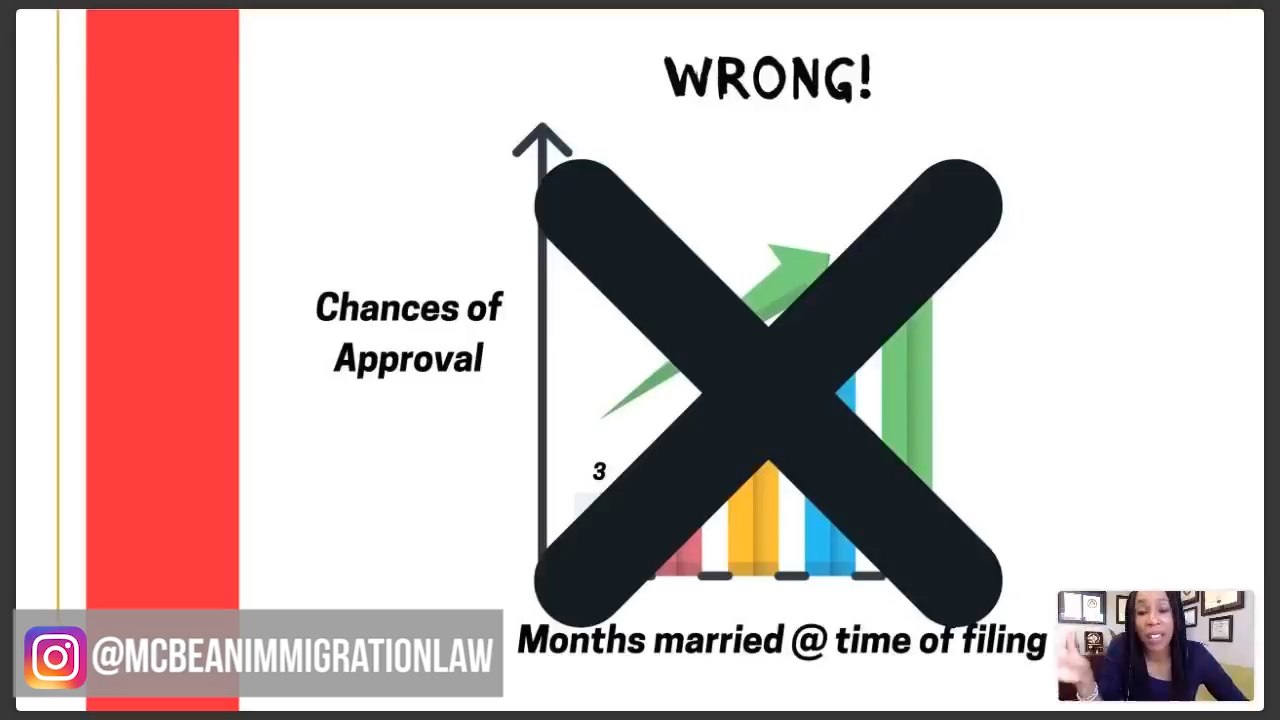 WRONG!
Chances of
Approval
3
Months married @ time of filing
@MCBEANIMMIGRATIONLAW